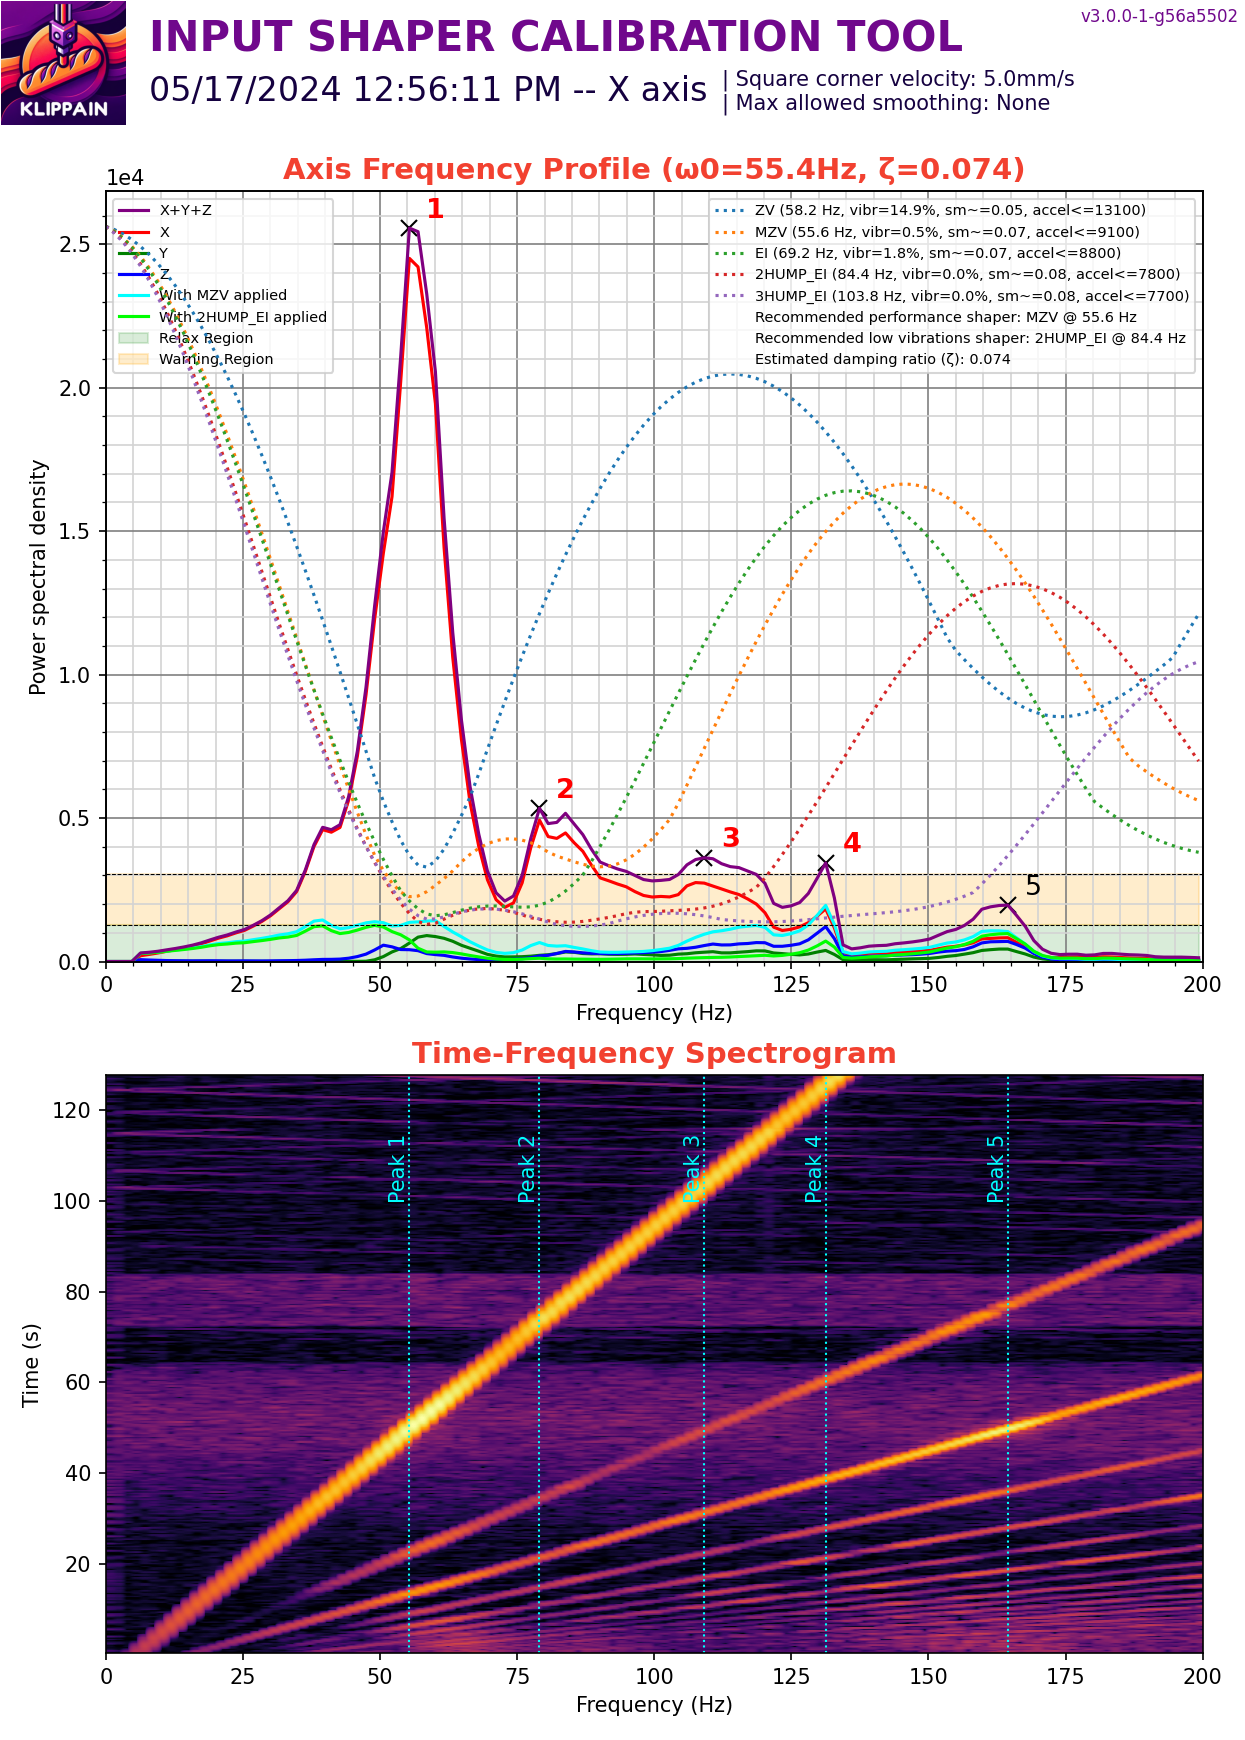 v3.0.0-1-g56a5502
KLIPPAIN
INPUT SHAPER CALIBRATION TOOL
05/17/2024 12:56:11 PM -- X axis
| Square corner velocity: 5.0mm/s
| Max allowed smoothing: None
Axis Frequency Profile (ω0=55.4Hz, ζ=0.074)
1e4
X+Y+Z
X
Y
Z
With MZV applied
With 2HUMP_EI applied
Relax Region
Warning Region
ZV (58.2 Hz, vibr=14.9%, sm~=0.05, accel<=13100)
MZV (55.6 Hz, vibr=0.5%, sm~=0.07, accel<=9100)
EI (69.2 Hz, vibr=1.8%, sm~=0.07, accel<=8800)
2HUMP_EI (84.4 Hz, vibr=0.0%, sm~=0.08, accel<=7800)
3HUMP_EI (103.8 Hz, vibr=0.0%, sm~=0.08, accel<=7700)
Recommended performance shaper: MZV @ 55.6 Hz
Recommended low vibrations shaper: 2HUMP_EI @ 84.4 Hz
Estimated damping ratio (ζ): 0.074
1
2
3
4
5
Power spectral density
2.5
2.0
1.5
1.0
0.5
0.0
0 25 50 75 100 125 150 175 200
Frequency (Hz)
Time-Frequency Spectrogram
Peak 1
Peak 2
Peak 3
Peak 4
Peak 5
Time (s)
120
100
80
60
40
20
0 25 50 75 100 125 150 175 200
Frequency (Hz)